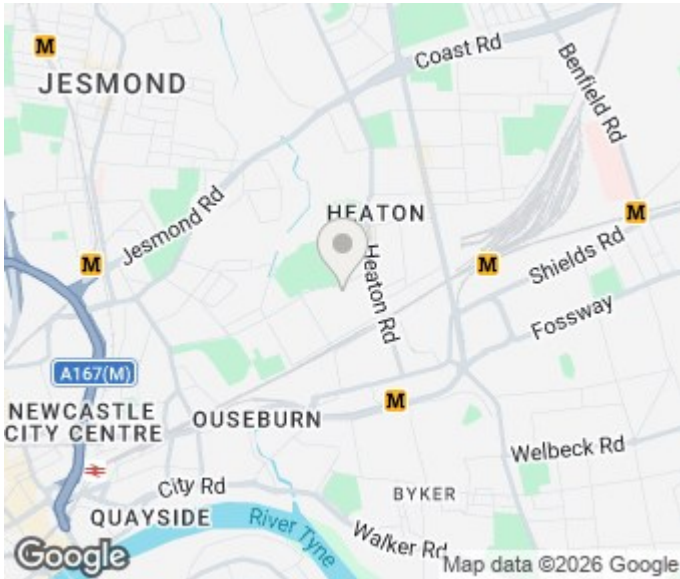 M
Coast Rd
JESMOND
Benfield Rd
Jesmond Rd
HEATON
M
M
M
Heaton Rd
Shields Rd
Fossway
A167(M)
NEWCASTLE
CITY CENTRE
OUSEBURN
M
Welbeck Rd
City Rd
BYKER
QUAYSIDE
River Tyne
Walker Rd
Google
Map data ©2026 Google